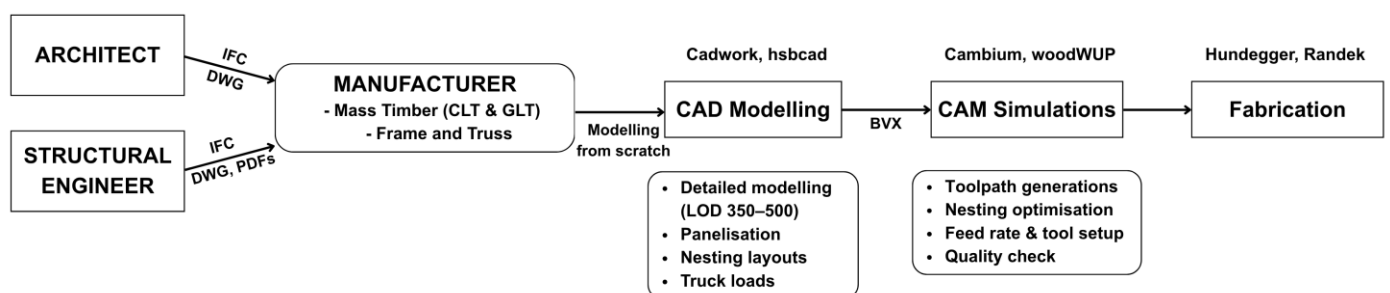 ARCHITECT
IFC
DWG
STRUCTURAL
ENGINEER
IFC
DWG, PDFs
MANUFACTURER
- Mass Timber (CLT & GLT)
- Frame and Truss
Modelling
from scratch
Cadwork, hsbcad
CAD Modelling
• Detailed modelling
(LOD 350–500)
• Panelisation
• Nesting layouts
• Truck loads
BVX
Cambium, woodWUP
CAM Simulations
• Toolpath generations
• Nesting optimisation
• Feed rate & tool setup
• Quality check
Hundegger, Randek
Fabrication